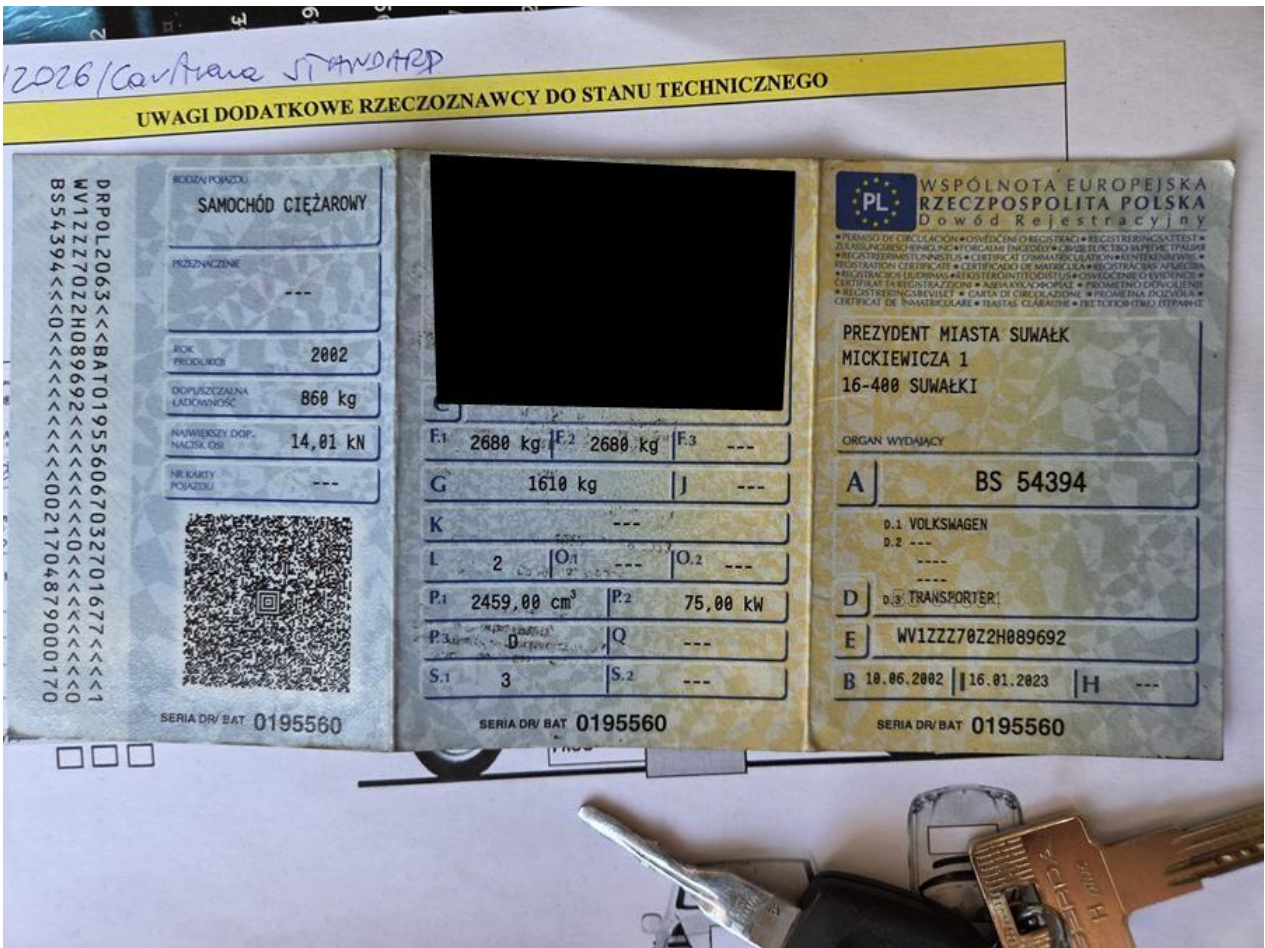 2026/Carfirana STANDARD
UWAGI DODATKOWE RZECZOZNAWCY DO STANU TECHNICZNEGO
DRPOL2063<<<BAT019556067032701677<<<<1
WV1ZZZ70Z2H089692<<<<<<<<0<<<<<<<<<<<0
BS54394<<<0<<<<<<<<<<<<00217048790000170
RODZAJ POJAZDU
SAMOCHÓD CIĘŻAROWY
PRZEZNACZENIE
---
ROK PRODUKCJI
2002
DOPUSZCZALNA ŁADOWNOŚĆ
860 kg
NAJWIĘKSZY DOP. NACISK OSI
14,01 kN
NR KARTY POJAZDU
---
SERIA DR/ BAT 0195560
C
F.1 2680 kg F.2 2680 kg F.3 ---
G 1610 kg J ---
K ---
L 2 O.1 --- O.2 ---
P.1 2459,00 cm³ P.2 75,00 kW
P.3 D Q ---
S.1 3 S.2 ---
SERIA DR/ BAT 0195560
PL
WSPÓLNOTA EUROPEJSKA
RZECZPOSPOLITA POLSKA
Dowód Rejestracyjny
PREZYDENT MIASTA SUWAŁK
MICKIEWICZA 1
16-400 SUWAŁKI
ORGAN WYDAJĄCY
A BS 54394
D.1 VOLKSWAGEN
D.2 ---
----
----
D D.3 TRANSPORTER
E WV1ZZZ70Z2H089692
B 10.06.2002 I 16.01.2023 H ---
SERIA DR/ BAT 0195560